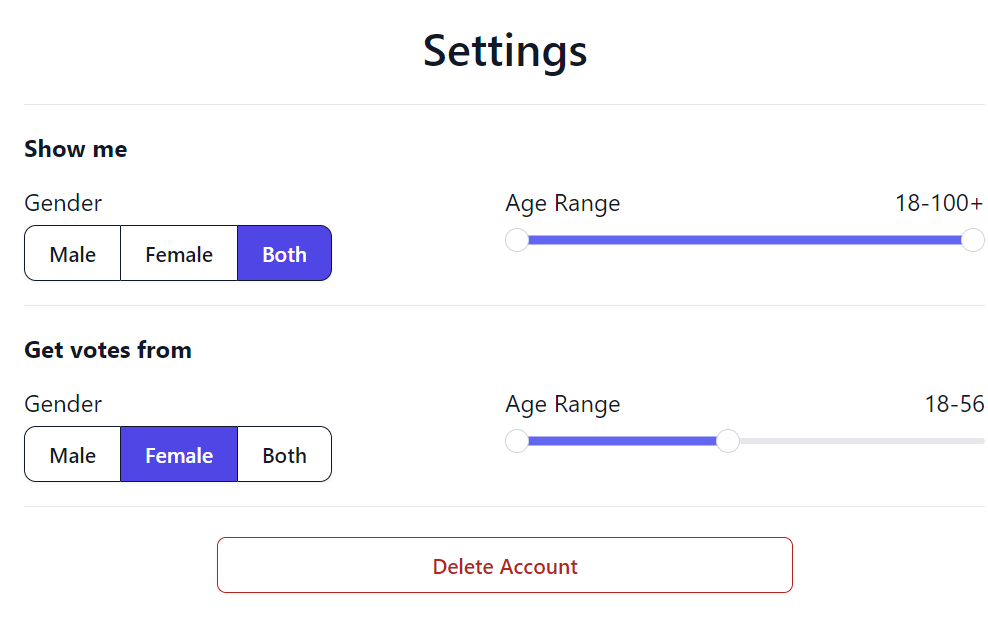 Settings
Show me
Gender
Age Range 18-100+
Male Female Both
Get votes from
Gender
Age Range 18-56
Male Female Both
Delete Account